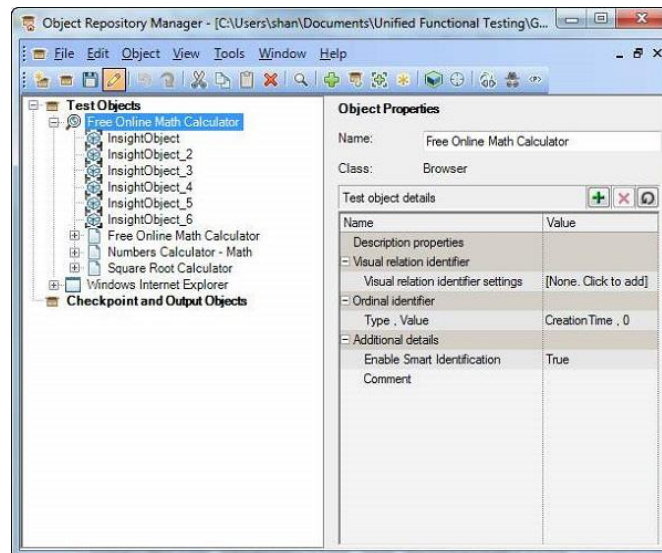 Object Repository Manager - [C:\Users\shan\Documents\Unified Functional Testing\G...
File Edit Object View Tools Window Help
Test Objects
Free Online Math Calculator
InsightObject
InsightObject_2
InsightObject_3
InsightObject_4
InsightObject_5
InsightObject_6
Free Online Math Calculator
Numbers Calculator - Math
Square Root Calculator
Windows Internet Explorer
Checkpoint and Output Objects
Object Properties
Name: Free Online Math Calculator
Class: Browser
Test object details
Name Value
Description properties
Visual relation identifier
Visual relation identifier settings [None. Click to add]
Ordinal identifier
Type , Value CreationTime , 0
Additional details
Enable Smart Identification True
Comment